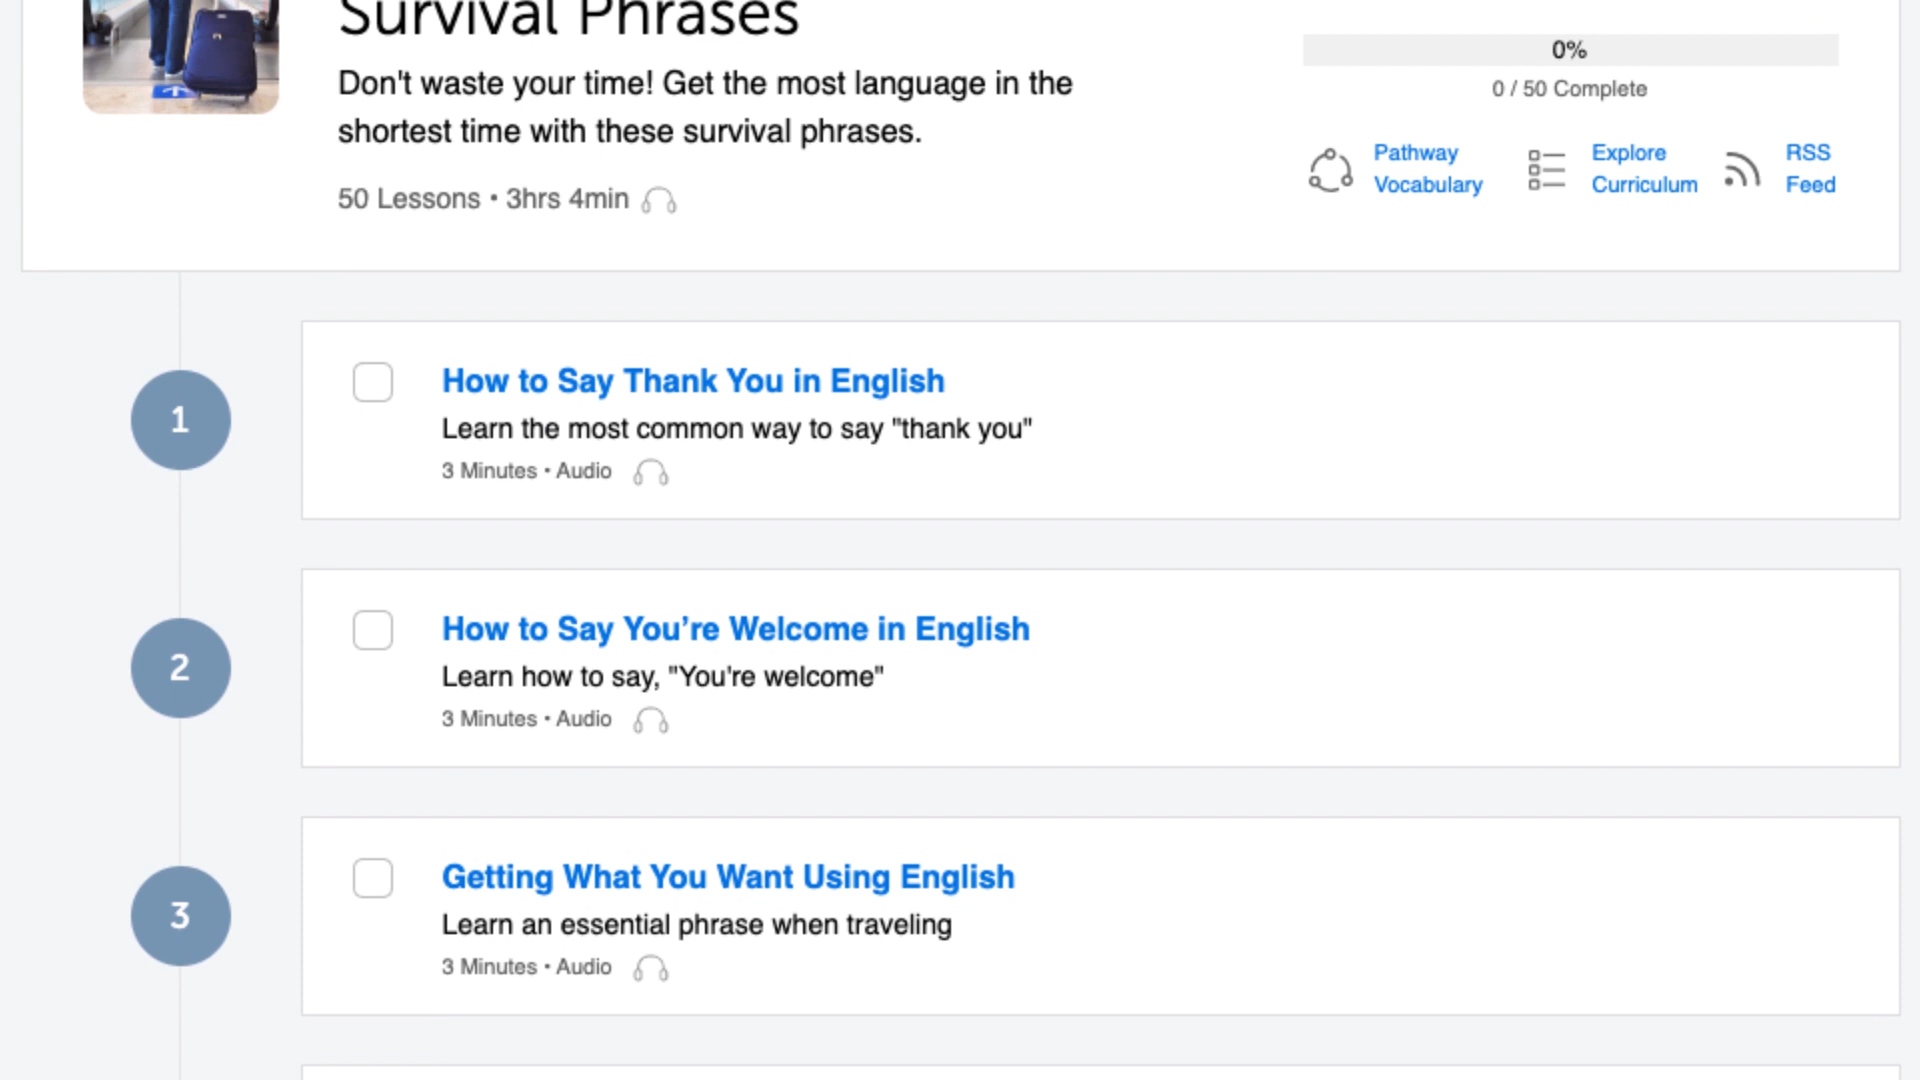 Survival Phrases
Don't waste your time! Get the most language in the
shortest time with these survival phrases.
50 Lessons • 3hrs 4min
0%
0 / 50 Complete
Pathway
Vocabulary
Explore
Curriculum
RSS
Feed
1
How to Say Thank You in English
Learn the most common way to say "thank you"
3 Minutes • Audio
2
How to Say You’re Welcome in English
Learn how to say, "You're welcome"
3 Minutes • Audio
3
Getting What You Want Using English
Learn an essential phrase when traveling
3 Minutes • Audio